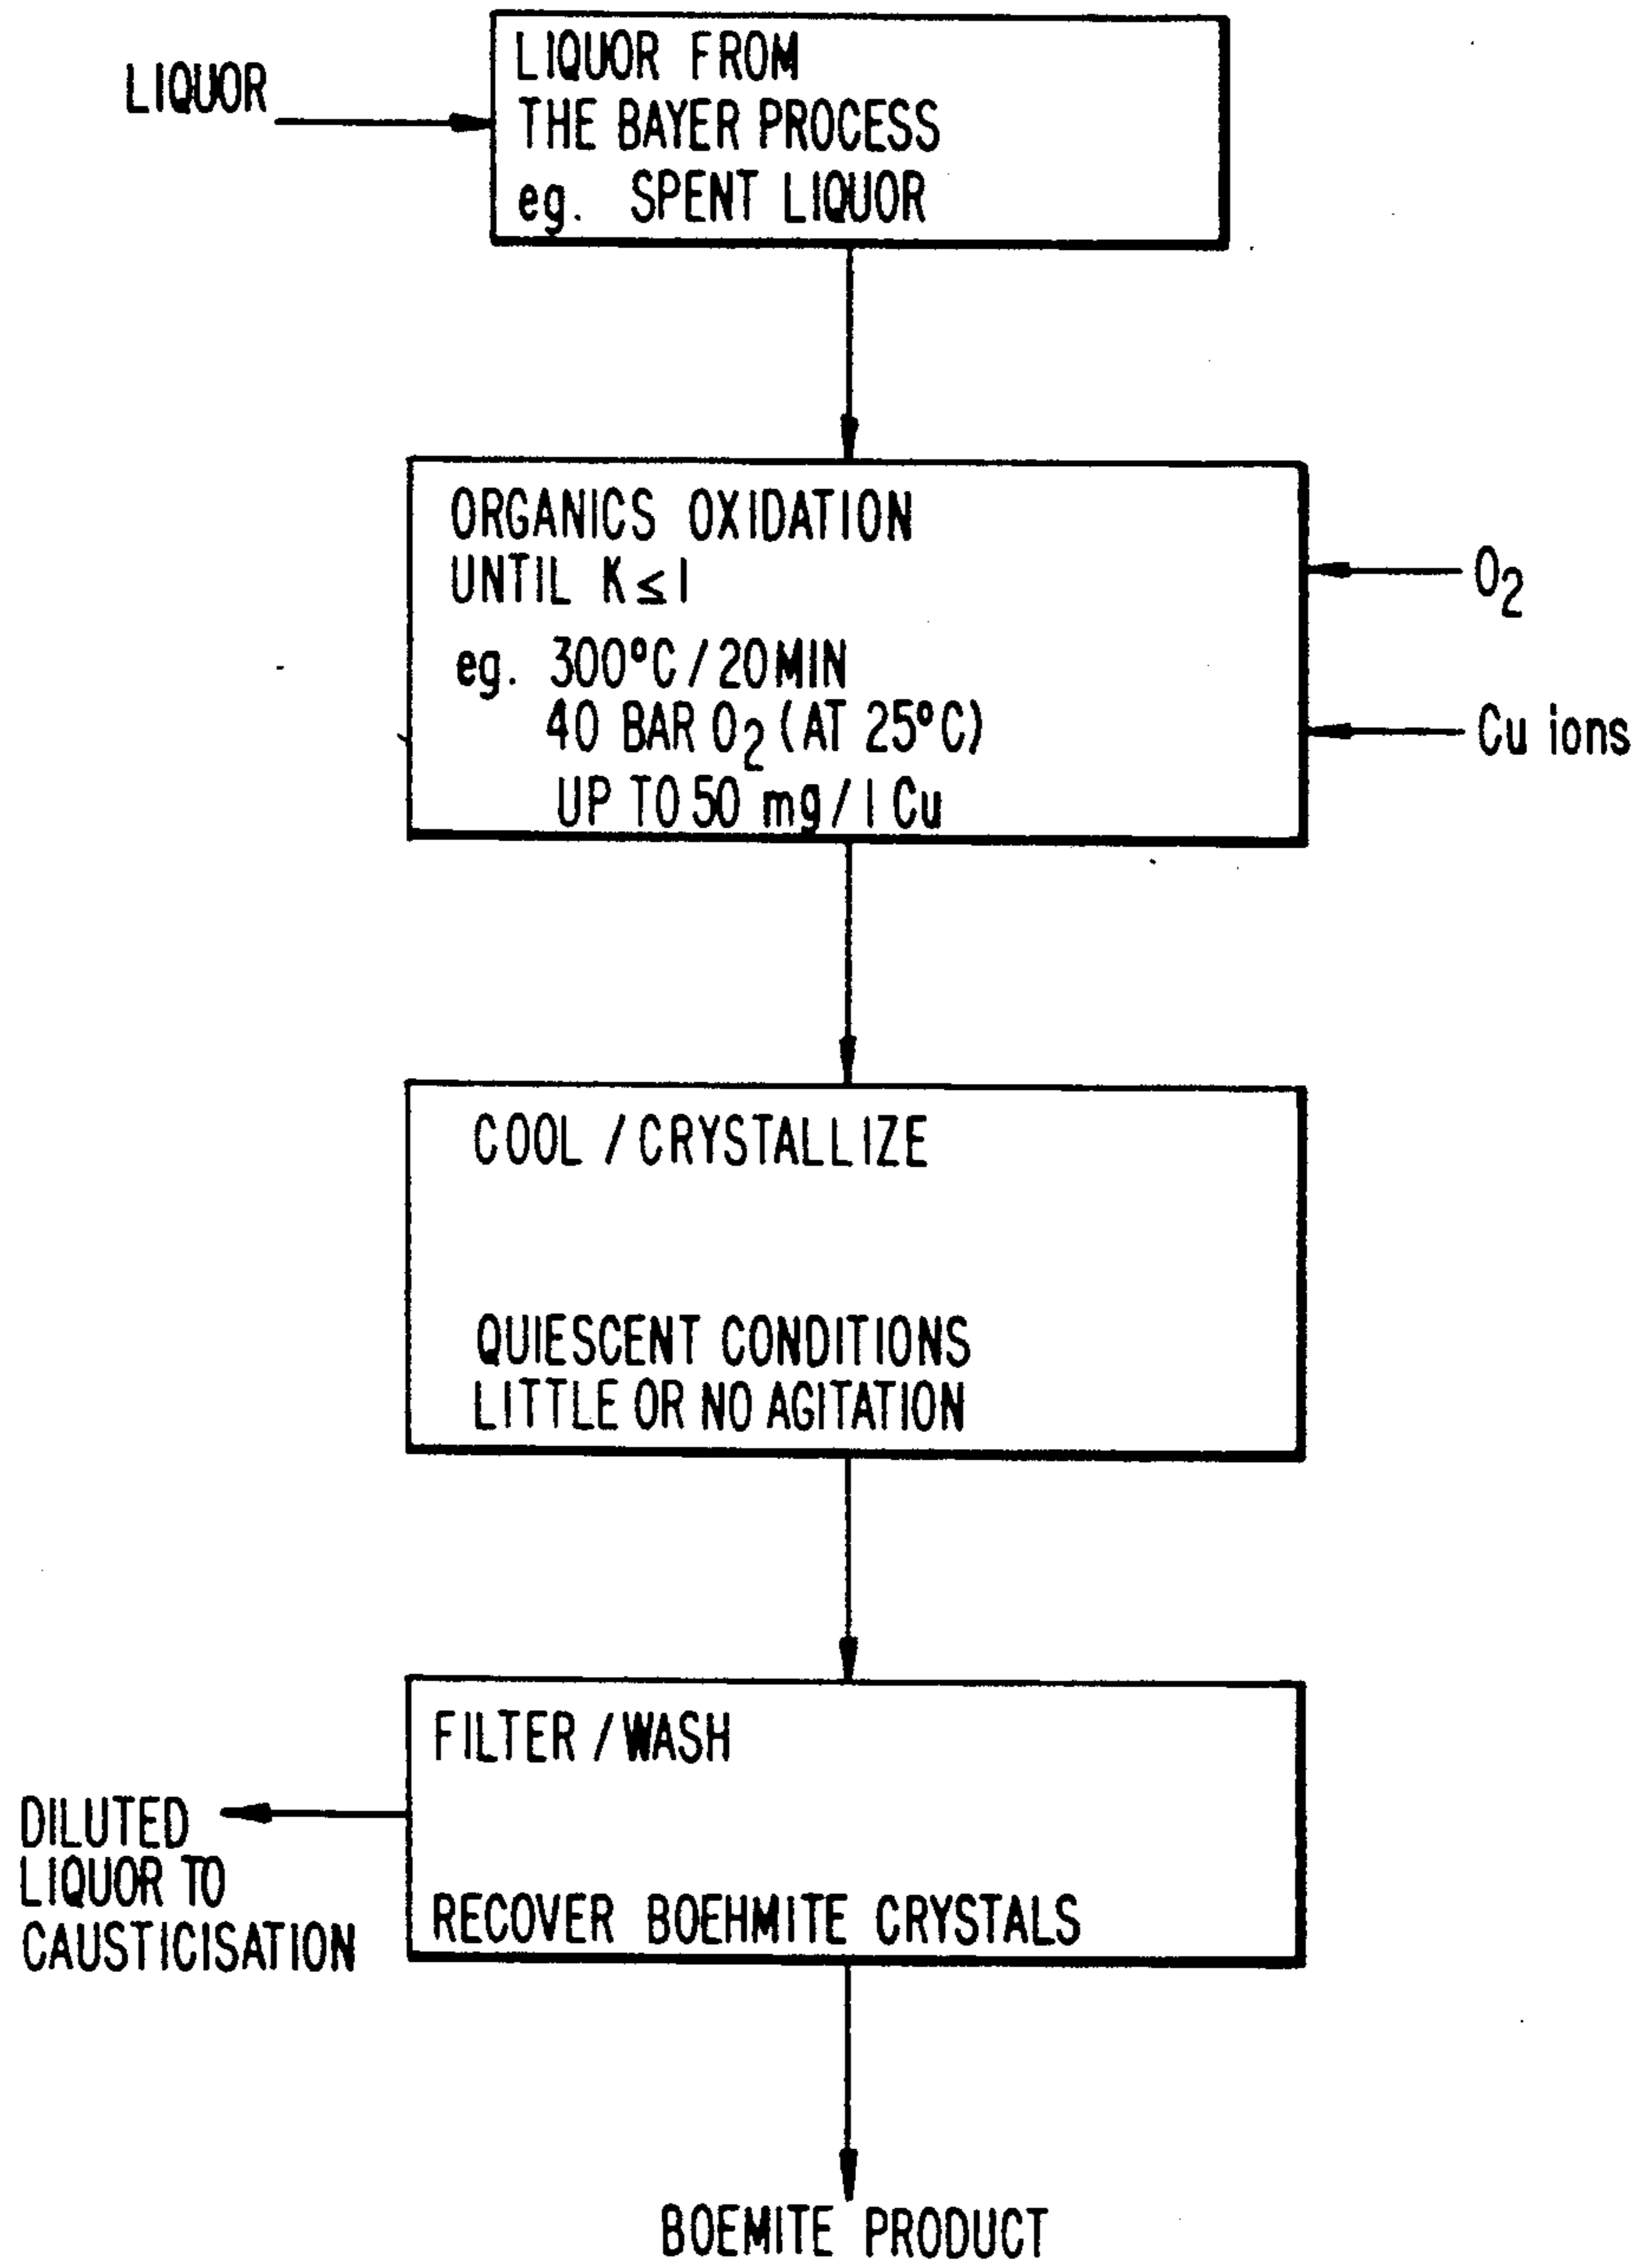 LIQUOR
LIQUOR FROM
THE BAYER PROCESS
eg. SPENT LIQUOR
ORGANICS OXIDATION
UNTIL K ≤ 1
eg. 300°C / 20 MIN
40 BAR O₂ (AT 25°C)
UP TO 50 mg / l Cu
O₂
Cu ions
COOL / CRYSTALLIZE
QUIESCENT CONDITIONS
LITTLE OR NO AGITATION
FILTER / WASH
RECOVER BOEHMITE CRYSTALS
DILUTED
LIQUOR TO
CAUSTICISATION
BOEMITE PRODUCT